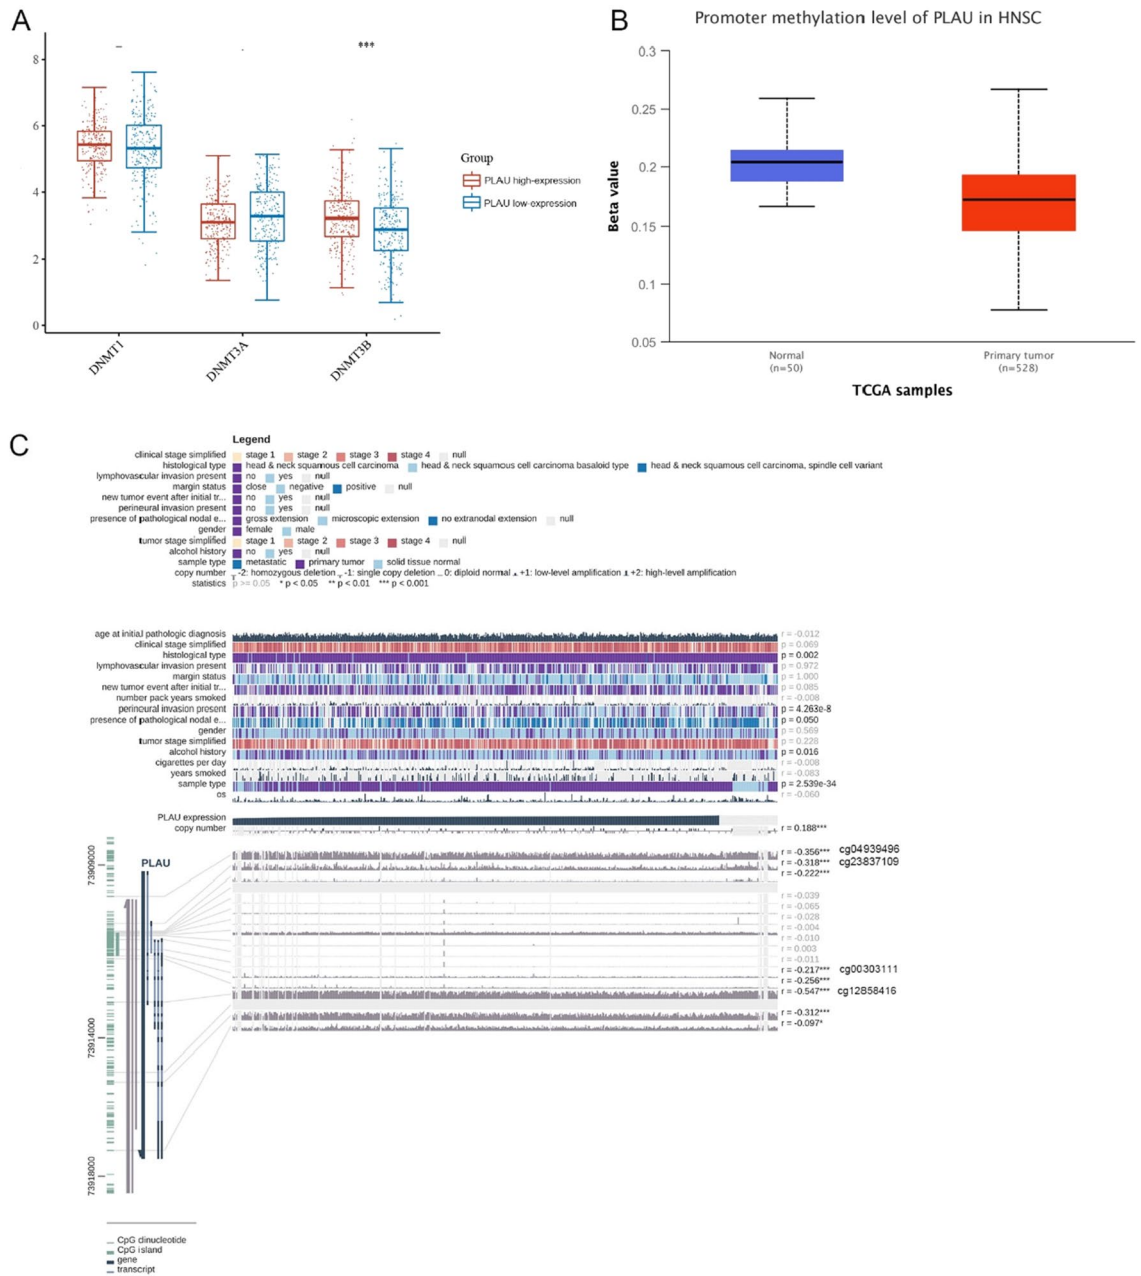 A
–
***
8
6
4
2
0
DNMT1
DNMT3A
DNMT3B
Group
PLAU high-expression
PLAU low-expression
B
Promoter methylation level of PLAU in HNSC
0.3
0.25
0.2
0.15
0.1
0.05
Beta value
Normal
(n=50)
Primary tumor
(n=528)
TCGA samples
C
Legend
clinical stage simplified stage 1 stage 2 stage 3 stage 4 null
histological type head & neck squamous cell carcinoma head & neck squamous cell carcinoma basaloid type head & neck squamous cell carcinoma, spindle cell variant
lymphovascular invasion present no yes null
margin status close negative positive null
new tumor event after initial tr... no yes null
perineural invasion present no yes null
presence of pathological nodal e... gross extension microscopic extension no extranodal extension null
gender female male
tumor stage simplified stage 1 stage 2 stage 3 stage 4 null
alcohol history no yes null
sample type metastatic primary tumor solid tissue normal
copy number -2: homozygous deletion -1: single copy deletion 0: diploid normal +1: low-level amplification +2: high-level amplification
statistics p >= 0.05 * p < 0.05 ** p < 0.01 *** p < 0.001
age at initial pathologic diagnosis r = -0.012
clinical stage simplified p = 0.069
histological type p = 0.002
lymphovascular invasion present p = 0.972
margin status p = 1.000
new tumor event after initial tr... p = 0.085
number pack years smoked r = -0.008
perineural invasion present p = 4.263e-8
presence of pathological nodal e... p = 0.050
gender p = 0.569
tumor stage simplified p = 0.228
alcohol history p = 0.016
cigarettes per day r = -0.008
years smoked r = -0.083
sample type p = 2.539e-34
os r = -0.060
PLAU expression
copy number r = 0.188***
r = -0.356*** cg04939496
r = -0.318*** cg23837109
r = -0.222***
r = -0.039
r = -0.065
r = -0.028
r = -0.004
r = -0.010
r = 0.003
r = -0.011
r = -0.217*** cg00303111
r = -0.256***
r = -0.547*** cg12858416
r = -0.312***
r = -0.097*
PLAU
73909000
73914000
73918000
CpG dinucleotide
CpG island
gene
transcript